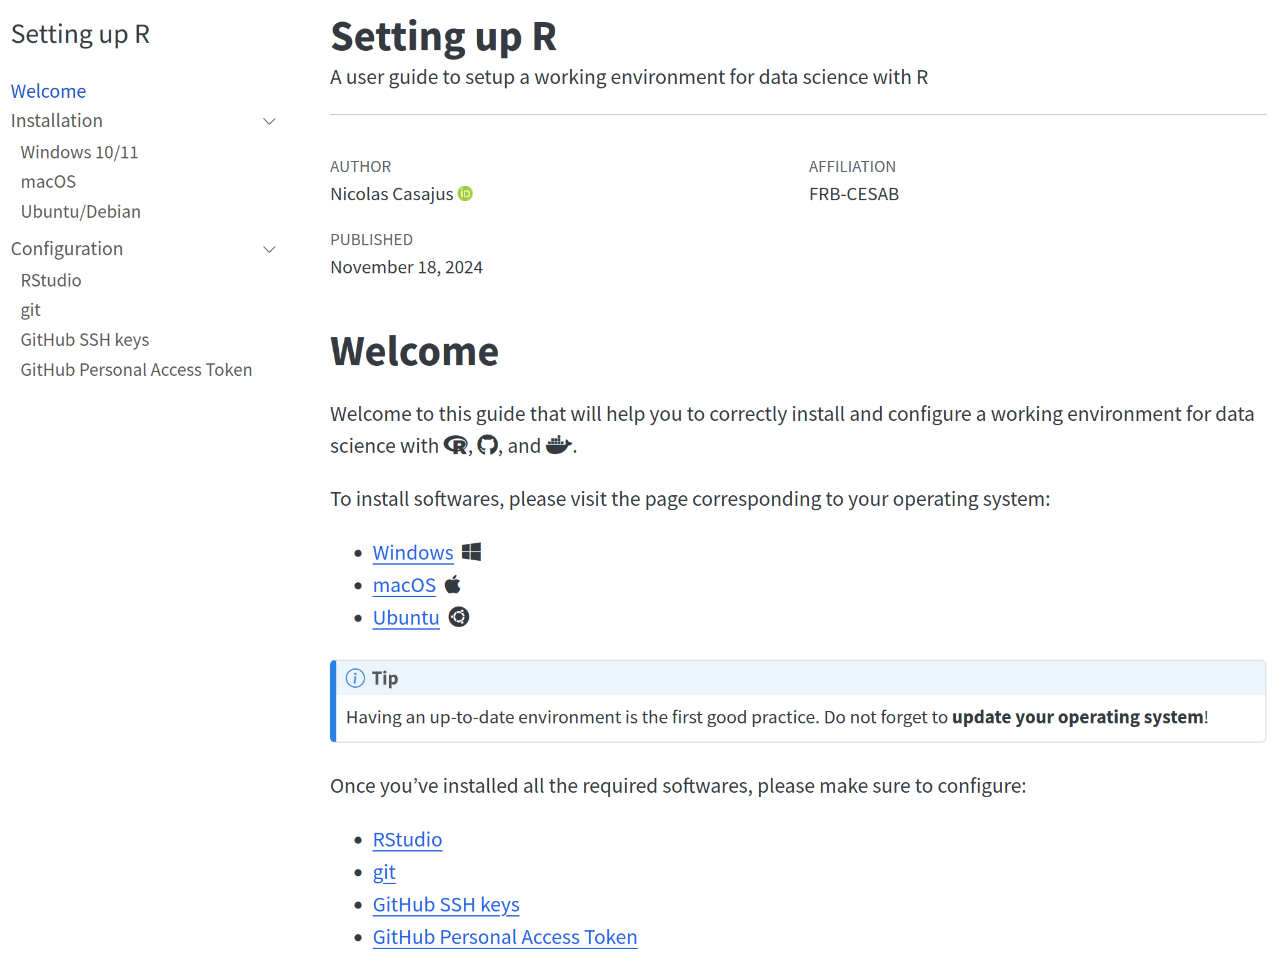 Setting up R
Welcome
Installation
Windows 10/11
macOS
Ubuntu/Debian
Configuration
RStudio
git
GitHub SSH keys
GitHub Personal Access Token
Setting up R
A user guide to setup a working environment for data science with R
AUTHOR
Nicolas Casajus iD
AFFILIATION
FRB-CESAB
PUBLISHED
November 18, 2024
Welcome
Welcome to this guide that will help you to correctly install and configure a working environment for data
science with R, , and .
To install softwares, please visit the page corresponding to your operating system:
• Windows
• macOS
• Ubuntu
Tip
Having an up-to-date environment is the first good practice. Do not forget to update your operating system!
Once you’ve installed all the required softwares, please make sure to configure:
• RStudio
• git
• GitHub SSH keys
• GitHub Personal Access Token